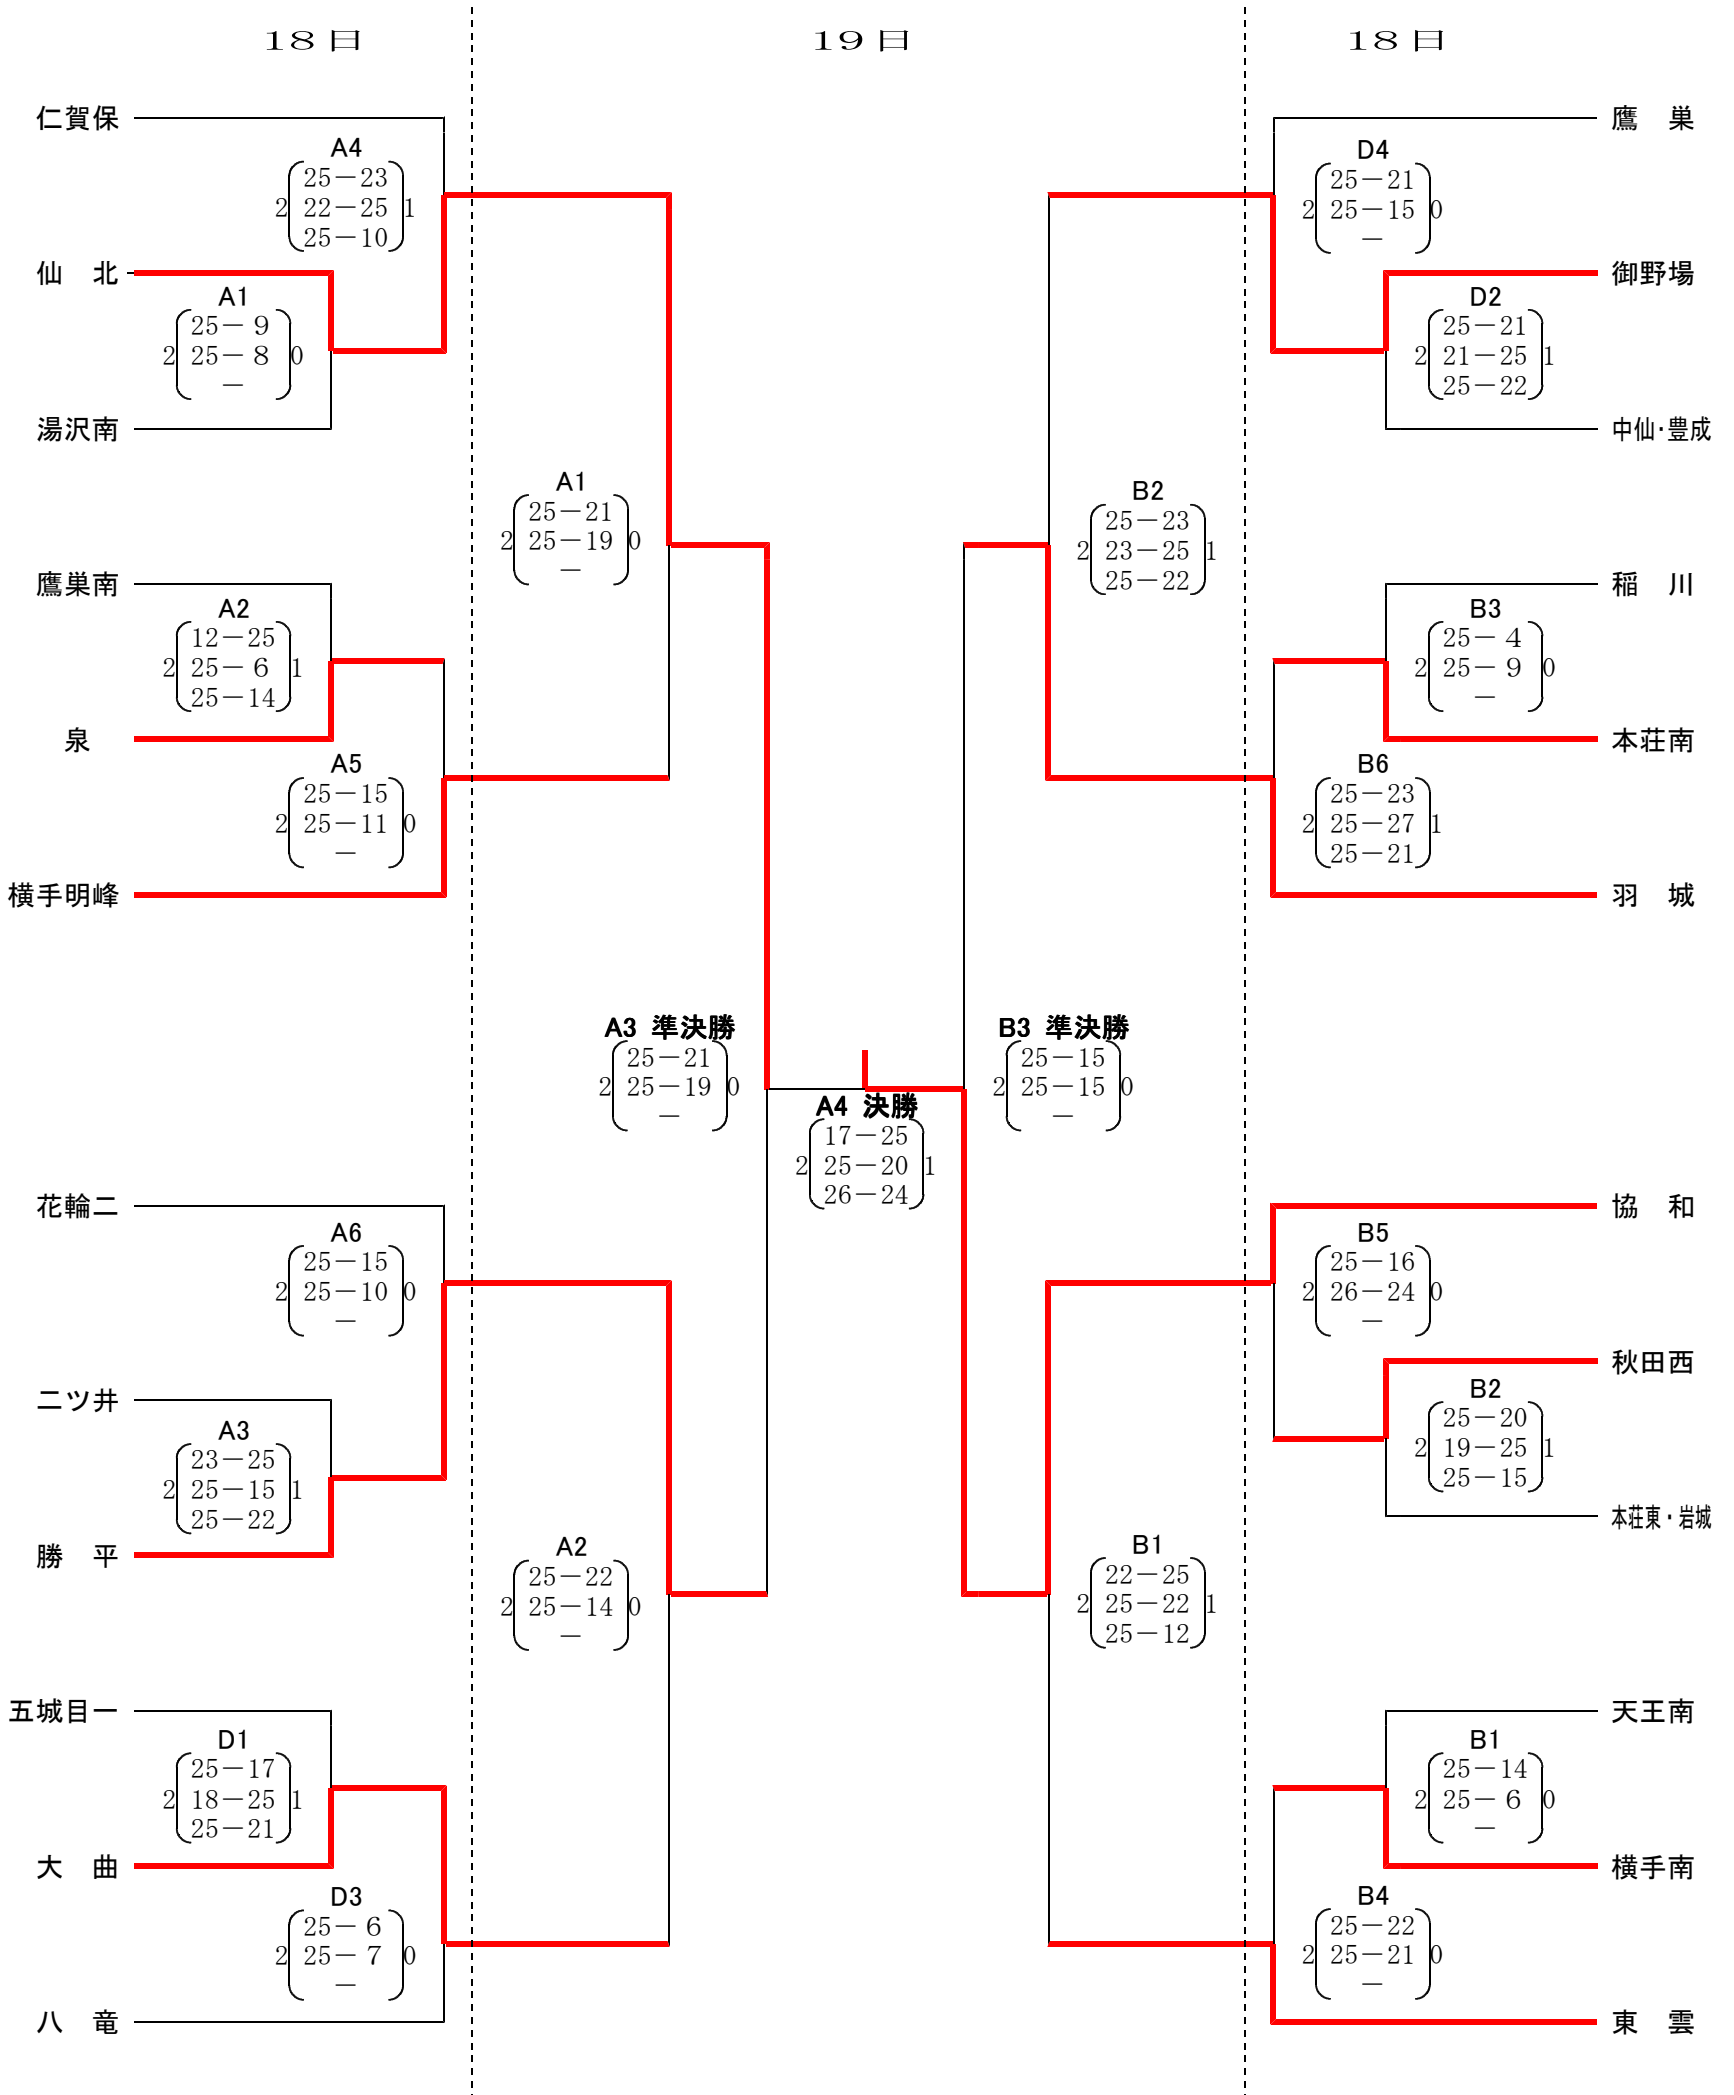 18日 19日 18日
仁賀保
A4
25－23
2 22－25 1
25－10
仙　北
A1
25－ 9
2 25－ 8 0
－
湯沢南
鷹巣南
A2
12－25
2 25－ 6 1
25－14
泉
A5
25－15
2 25－11 0
－
横手明峰
A1
25－21
2 25－19 0
－
花輪二
A6
25－15
2 25－10 0
－
二ツ井
A3
23－25
2 25－15 1
25－22
勝　平
五城目一
D1
25－17
2 18－25 1
25－21
大　曲
D3
25－ 6
2 25－ 7 0
－
八　竜
A2
25－22
2 25－14 0
－
A3 準決勝
25－21
2 25－19 0
－
A4 決勝
17－25
2 25－20 1
26－24
B3 準決勝
25－15
2 25－15 0
－
B2
25－23
2 23－25 1
25－22
B1
22－25
2 25－22 1
25－12
鷹　巣
D4
25－21
2 25－15 0
－
御野場
D2
25－21
2 21－25 1
25－22
中仙・豊成
稲　川
B3
25－ 4
2 25－ 9 0
－
本荘南
B6
25－23
2 25－27 1
25－21
羽　城
協　和
B5
25－16
2 26－24 0
－
秋田西
B2
25－20
2 19－25 1
25－15
本荘東・岩城
天王南
B1
25－14
2 25－ 6 0
－
横手南
B4
25－22
2 25－21 0
－
東　雲